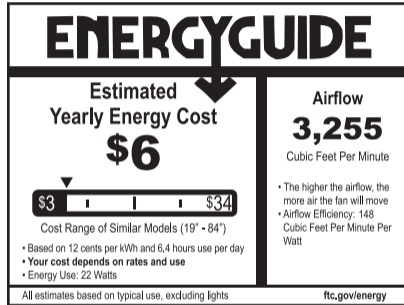 ENERGYGUIDE
Estimated
Yearly Energy Cost
$6
$3
$34
Cost Range of Similar Models (19" - 84")
• Based on 12 cents per kWh and 6,4 hours use per day
• Your cost depends on rates and use
• Energy Use: 22 Watts
Airflow
3,255
Cubic Feet Per Minute
• The higher the airflow, the
more air the fan will move
• Airflow Efficiency: 148
Cubic Feet Per Minute Per
Watt
All estimates based on typical use, excluding lights
ftc.gov/energy